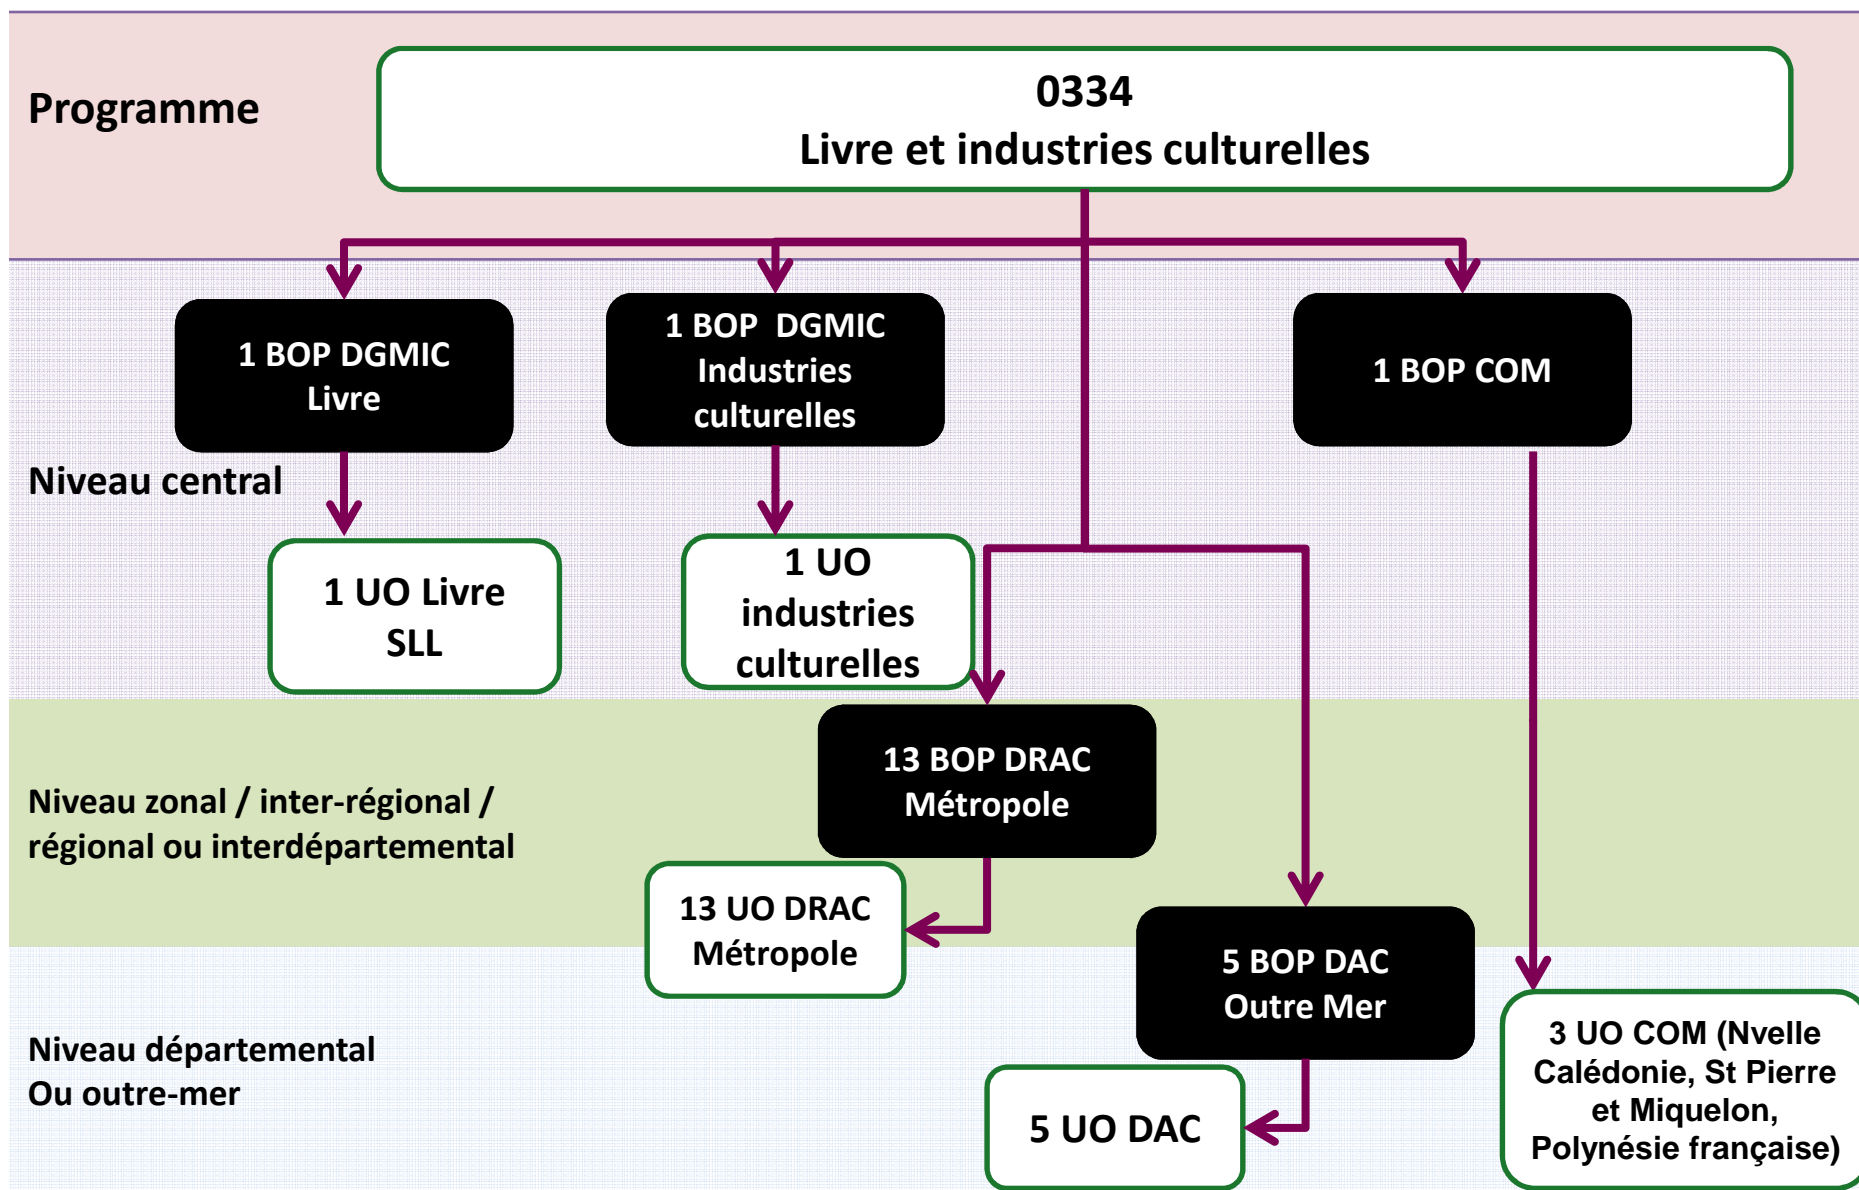 Programme
0334
Livre et industries culturelles
1 BOP DGMIC
Livre
1 BOP  DGMIC
Industries
culturelles
1 BOP COM
Niveau central
1 UO Livre
SLL
1 UO
industries
culturelles
Niveau zonal / inter-régional /
régional ou interdépartemental
13 BOP DRAC
Métropole
13 UO DRAC
Métropole
5 BOP DAC
Outre Mer
Niveau départemental
Ou outre-mer
5 UO DAC
3 UO COM (Nvelle
Calédonie, St Pierre
et Miquelon,
Polynésie française)